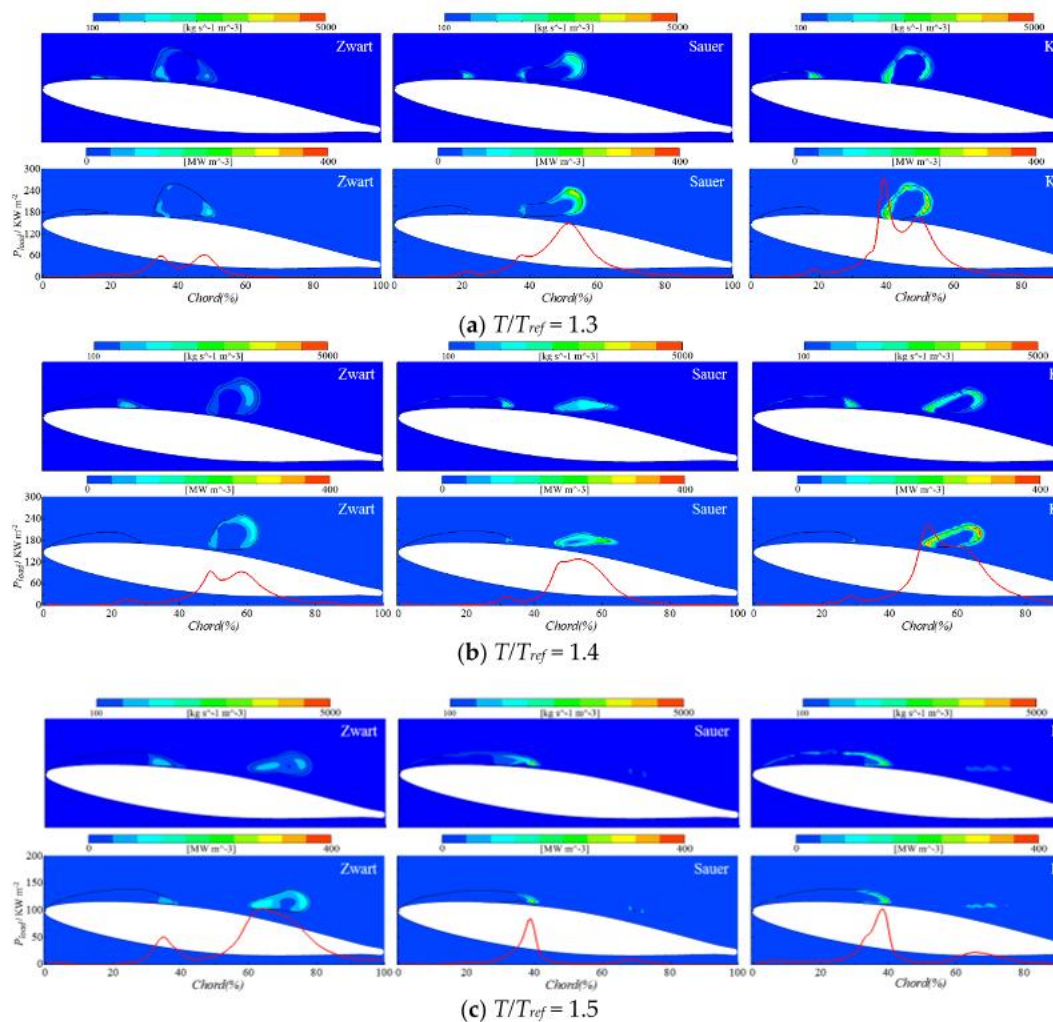 100 [kg s^-1 m^-3] 5000 100 [kg s^-1 m^-3] 5000 100 [kg s^-1 m^-3] 5000
Zwart Sauer K
0 [MW m^-3] 400 0 [MW m^-3] 400 0 [MW m^-3] 400
Zwart Sauer K
300
240
180
120
60
0
Pload/ KW m-2
0 20 40 60 80 100 0 20 40 60 80 100 0 20 40 60 80
Chord(%) Chord(%) Chord(%)
(a) T/Tref = 1.3
100 [kg s^-1 m^-3] 5000 100 [kg s^-1 m^-3] 5000 100 [kg s^-1 m^-3] 5000
Zwart Sauer K
0 [MW m^-3] 400 0 [MW m^-3] 400 0 [MW m^-3] 400
Zwart Sauer K
300
240
180
120
60
0
Pload/ KW m-2
0 20 40 60 80 100 0 20 40 60 80 100 0 20 40 60 80
Chord(%) Chord(%) Chord(%)
(b) T/Tref = 1.4
100 [kg s^-1 m^-3] 5000 100 [kg s^-1 m^-3] 5000 100 [kg s^-1 m^-3] 5000
Zwart Sauer
0 [MW m^-3] 400 0 [MW m^-3] 400 0 [MW m^-3] 400
Zwart Sauer
200
150
100
50
0
Pload/ KW m-2
0 20 40 60 80 100 0 20 40 60 80 100 0 20 40 60 80
Chord(%) Chord(%) Chord(%)
(c) T/Tref = 1.5